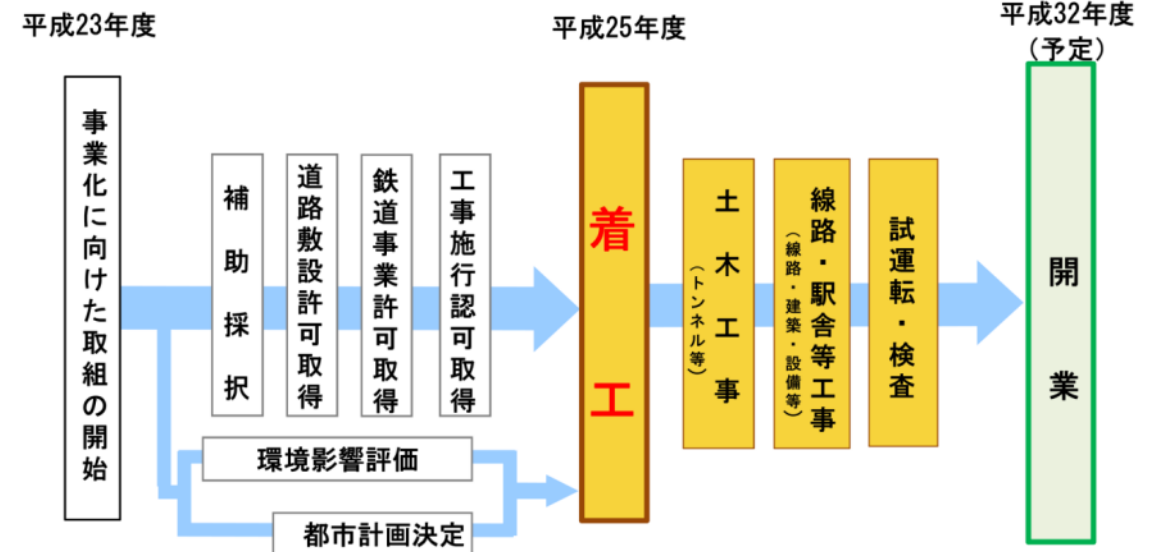 平成23年度
平成25年度
平成32年度
（予定）
事業化に向けた取組の開始
補助採択
道路敷設許可取得
鉄道事業許可取得
工事施行認可取得
環境影響評価
都市計画決定
着工
土木工事
（トンネル等）
線路・駅舎等工事
（線路・建築・設備等）
試運転・検査
開業